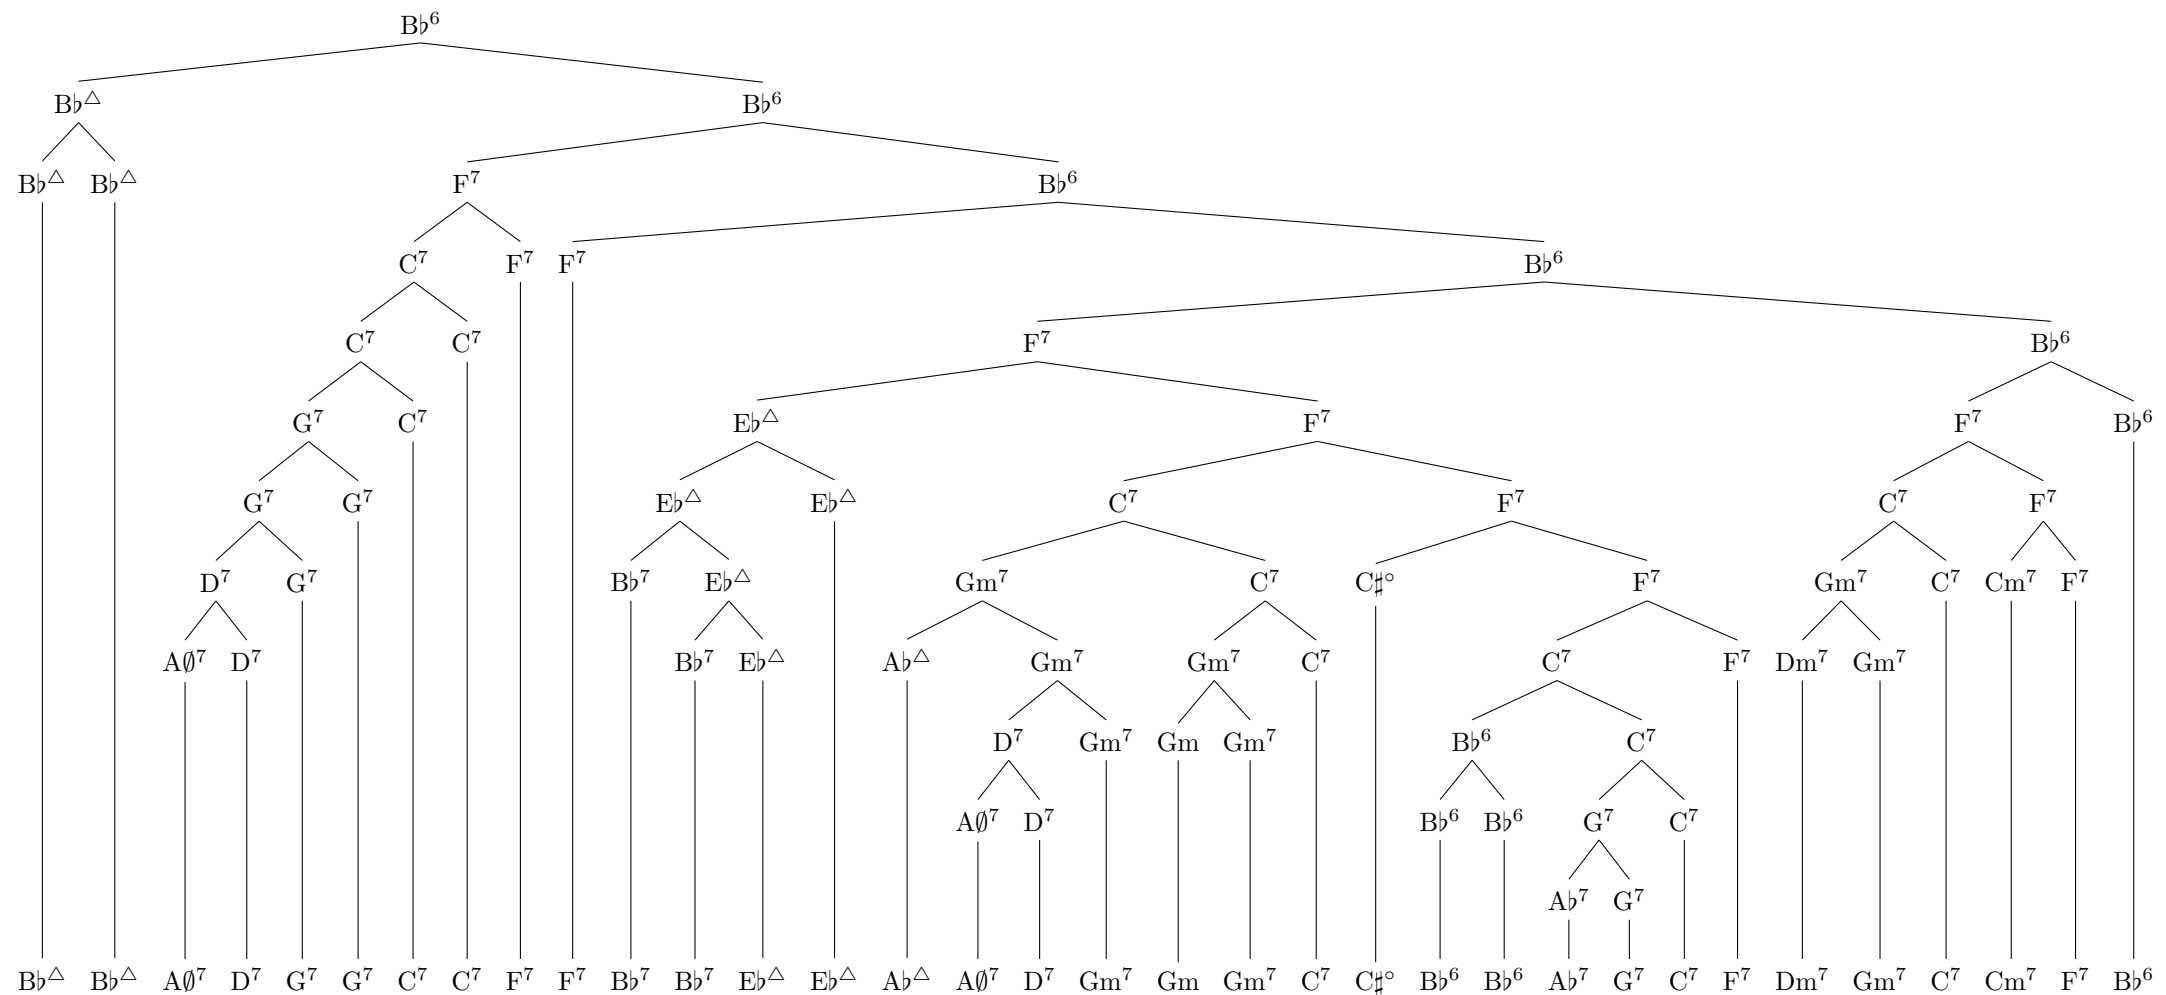 B♭⁶
B♭△ B♭⁶
B♭△ B♭△ F⁷ B♭⁶
C⁷ F⁷ F⁷ B♭⁶
C⁷ C⁷ F⁷ B♭⁶
G⁷ C⁷ E♭△ F⁷ F⁷ B♭⁶
G⁷ G⁷ E♭△ E♭△ C⁷ F⁷ C⁷ F⁷
D⁷ G⁷ B♭⁷ E♭△ Gm⁷ C⁷ C♯° F⁷ Gm⁷ C⁷ Cm⁷ F⁷
A∅⁷ D⁷ B♭⁷ E♭△ A♭△ Gm⁷ Gm⁷ C⁷ C⁷ F⁷ Dm⁷ Gm⁷
D⁷ Gm⁷ Gm Gm⁷ B♭⁶ C⁷
A∅⁷ D⁷ B♭⁶ B♭⁶ G⁷ C⁷
A♭⁷ G⁷
B♭△ B♭△ A∅⁷ D⁷ G⁷ G⁷ C⁷ C⁷ F⁷ F⁷ B♭⁷ B♭⁷ E♭△ E♭△ A♭△ A∅⁷ D⁷ Gm⁷ Gm Gm⁷ C⁷ C♯° B♭⁶ B♭⁶ A♭⁷ G⁷ C⁷ F⁷ Dm⁷ Gm⁷ C⁷ Cm⁷ F⁷ B♭⁶